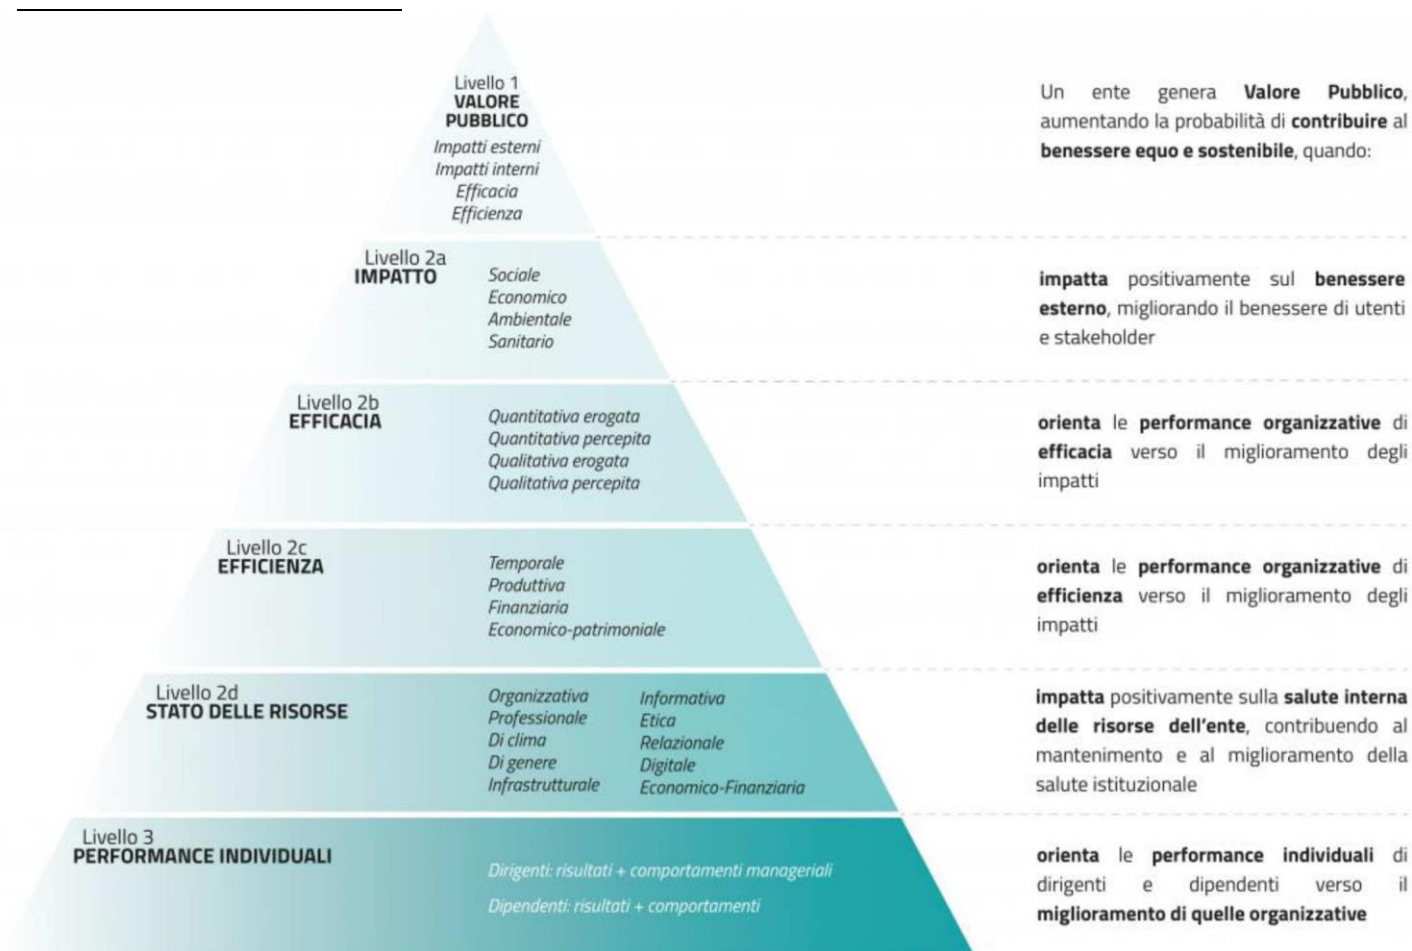 Livello 1
VALORE
PUBBLICO
Impatti esterni
Impatti interni
Efficacia
Efficienza
Un ente genera Valore Pubblico,
aumentando la probabilità di contribuire al
benessere equo e sostenibile, quando:
Livello 2a
IMPATTO
Sociale
Economico
Ambientale
Sanitario
impatta positivamente sul benessere
esterno, migliorando il benessere di utenti
e stakeholder
Livello 2b
EFFICACIA
Quantitativa erogata
Quantitativa percepita
Qualitativa erogata
Qualitativa percepita
orienta le performance organizzative di
efficacia verso il miglioramento degli
impatti
Livello 2c
EFFICIENZA
Temporale
Produttiva
Finanziaria
Economico-patrimoniale
orienta le performance organizzative di
efficienza verso il miglioramento degli
impatti
Livello 2d
STATO DELLE RISORSE
Organizzativa
Professionale
Di clima
Di genere
Infrastrutturale
Informativa
Etica
Relazionale
Digitale
Economico-Finanziaria
impatta positivamente sulla salute interna
delle risorse dell'ente, contribuendo al
mantenimento e al miglioramento della
salute istituzionale
Livello 3
PERFORMANCE INDIVIDUALI
Dirigenti: risultati + comportamenti manageriali
Dipendenti: risultati + comportamenti
orienta le performance individuali di
dirigenti e dipendenti verso il
miglioramento di quelle organizzative